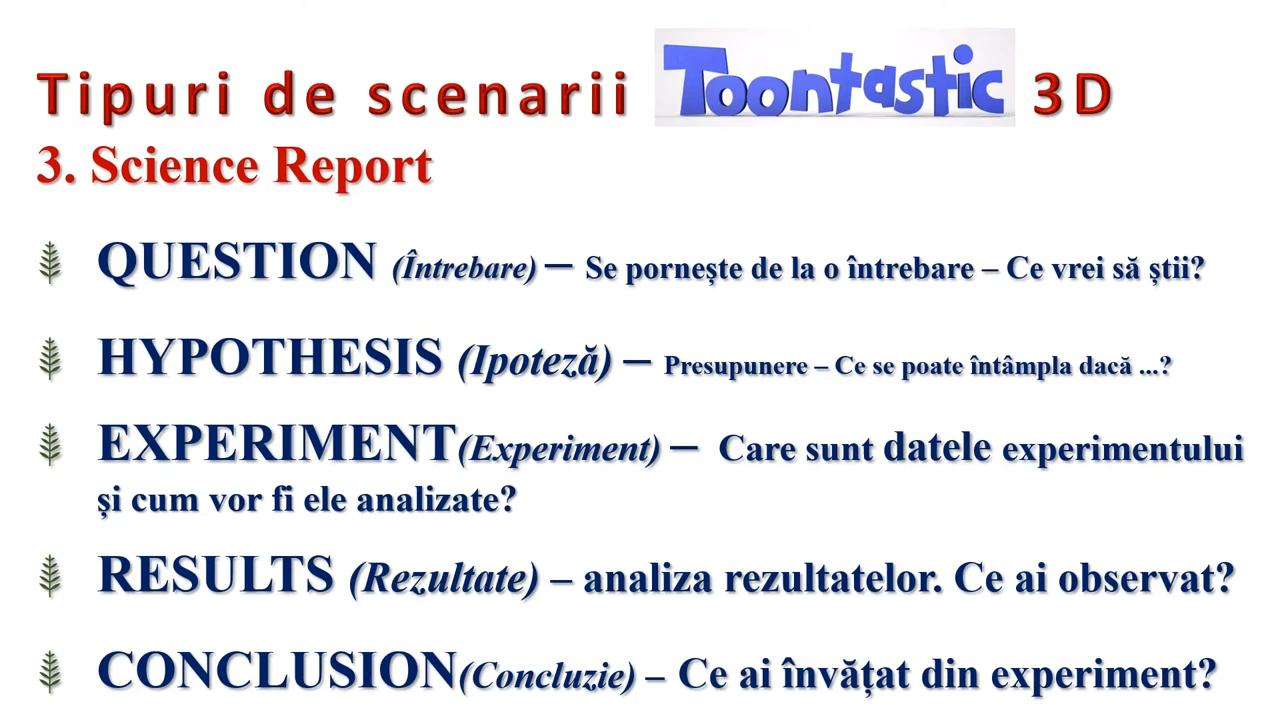 Tipuri de scenarii Toontastic 3D
3. Science Report
QUESTION (Întrebare) – Se pornește de la o întrebare – Ce vrei să știi?
HYPOTHESIS (Ipoteză) – Presupunere – Ce se poate întâmpla dacă ...?
EXPERIMENT(Experiment) – Care sunt datele experimentului
și cum vor fi ele analizate?
RESULTS (Rezultate) – analiza rezultatelor. Ce ai observat?
CONCLUSION(Concluzie) – Ce ai învățat din experiment?